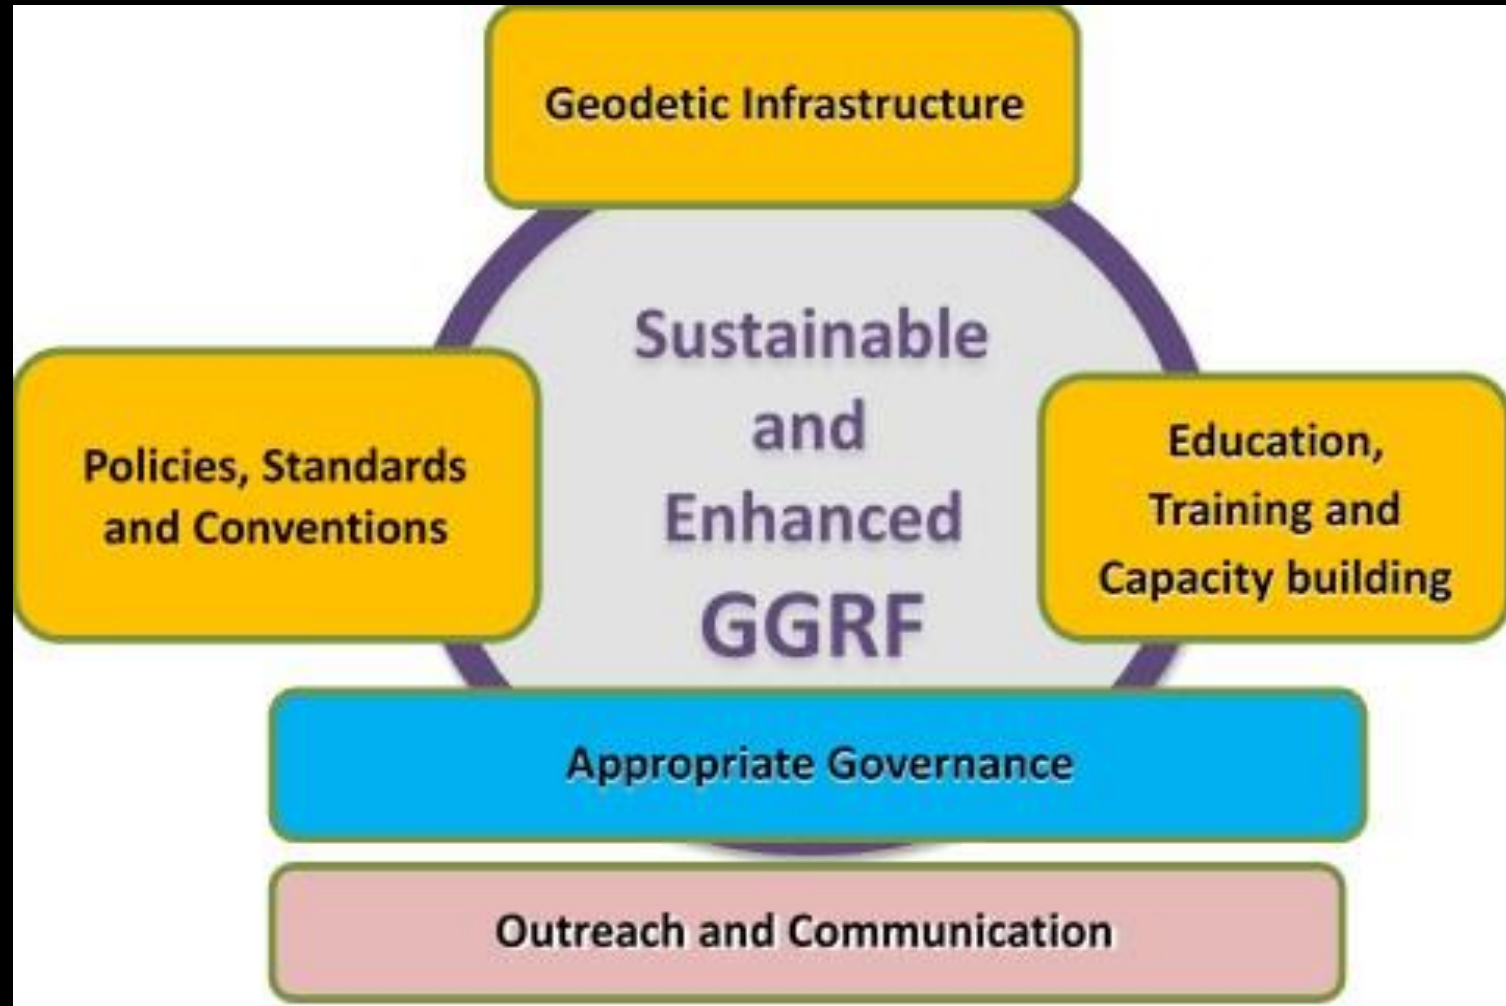 Geodetic Infrastructure
Sustainable
and
Enhanced
GGRF
Policies, Standards
and Conventions
Education,
Training and
Capacity building
Appropriate Governance
Outreach and Communication